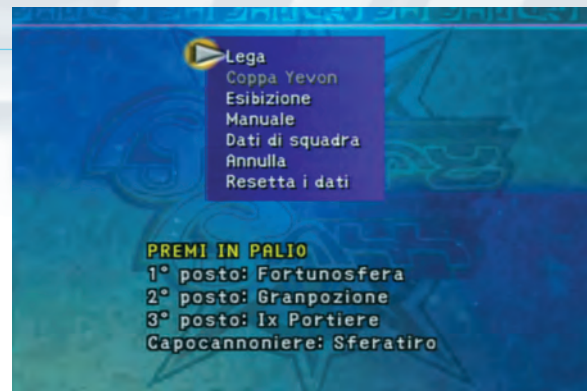 Lega
Coppa Yevon
Esibizione
Manuale
Dati di squadra
Annulla
Resetta i dati
PREMI IN PALIO
1° posto: Fortunosfera
2° posto: Granpozione
3° posto: Ix Portiere
Capocannoniere: Sferatiro